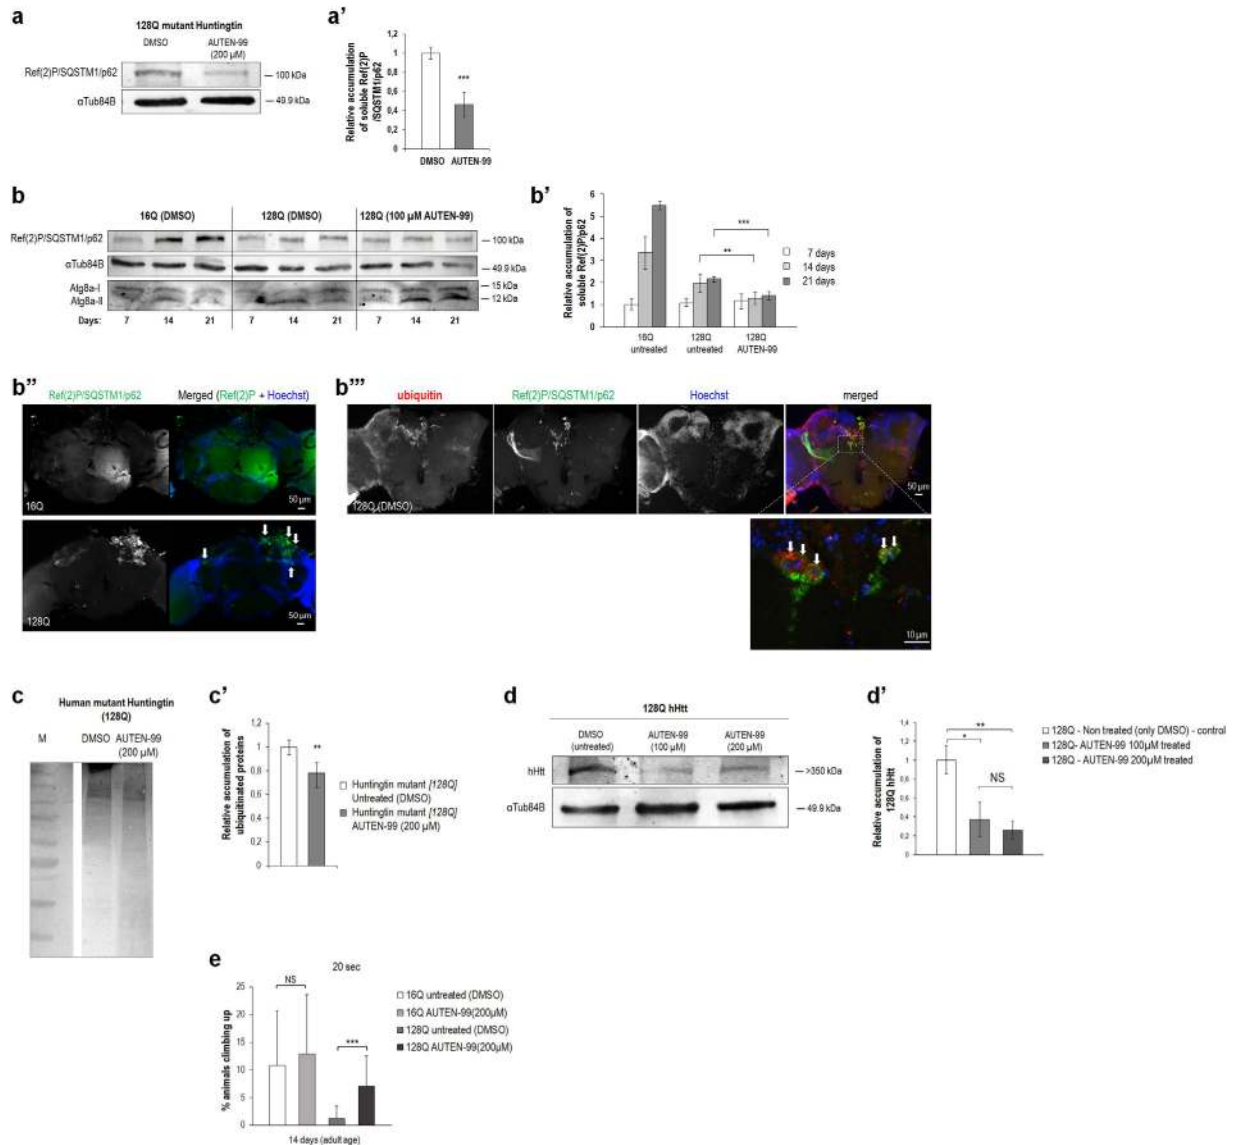 a
128Q mutant Huntingtin
DMSO
AUTEN-99
(200 µM)
Ref(2)P/SQSTM1/p62
100 kDa
αTub84B
49.9 kDa
a'
Relative accumulation
of soluble Ref(2)P
/SQSTM1/p62
1,2
1
0,8
0,6
0,4
0,2
0
***
DMSO AUTEN-99
b
16Q (DMSO)
128Q (DMSO)
128Q (100 µM AUTEN-99)
Ref(2)P/SQSTM1/p62
100 kDa
αTub84B
49.9 kDa
Atg8a-I
15 kDa
Atg8a-II
12 kDa
Days: 7 14 21 7 14 21 7 14 21
b'
Relative accumulation of
soluble Ref(2)P/p62
6
5
4
3
2
1
0
***
**
7 days
14 days
21 days
16Q
untreated
128Q
untreated
128Q
AUTEN-99
b''
Ref(2)P/SQSTM1/p62
Merged (Ref(2)P + Hoechst)
16Q
50 µm
128Q
50 µm
b'''
ubiquitin
Ref(2)P/SQSTM1/p62
Hoechst
merged
128Q (DMSO)
50 µm
10 µm
c
Human mutant Huntingtin
(128Q)
M
DMSO
AUTEN-99
(200 µM)
c'
Relative accumulation of
ubiquitinated proteins
1,2
1
0,8
0,6
0,4
0,2
0
**
Huntingtin mutant [128Q]
Untreated (DMSO)
Huntingtin mutant [128Q]
AUTEN-99 (200 µM)
d
128Q hHtt
DMSO
(untreated)
AUTEN-99
(100 µM)
AUTEN-99
(200 µM)
hHtt
>350 kDa
αTub84B
49.9 kDa
d'
Relative accumulation of
128Q hHtt
1,4
1,2
1
0,8
0,6
0,4
0,2
0
**
*
NS
128Q - Non treated (only DMSO) - control
128Q- AUTEN-99 100µM treated
128Q - AUTEN-99 200µM treated
e
20 sec
% animals climbing up
25
20
15
10
5
0
NS
***
16Q untreated (DMSO)
16Q AUTEN-99(200µM)
128Q untreated (DMSO)
128Q AUTEN-99(200µM)
14 days (adult age)